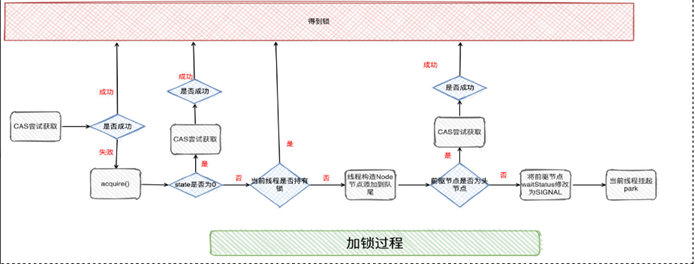 得到锁
成功
成功
成功
是否成功
是否成功
CAS尝试获取
是否成功
CAS尝试获取
CAS尝试获取
失败
是
是
是
acquire()
state是否为0
否
当前线程是否持有
锁
否
线程构造Node
节点添加到队
尾
前驱节点是否为头
节点
否
将前驱节点
waitStatus修改
为SIGNAL
当前线程挂起
park
加锁过程